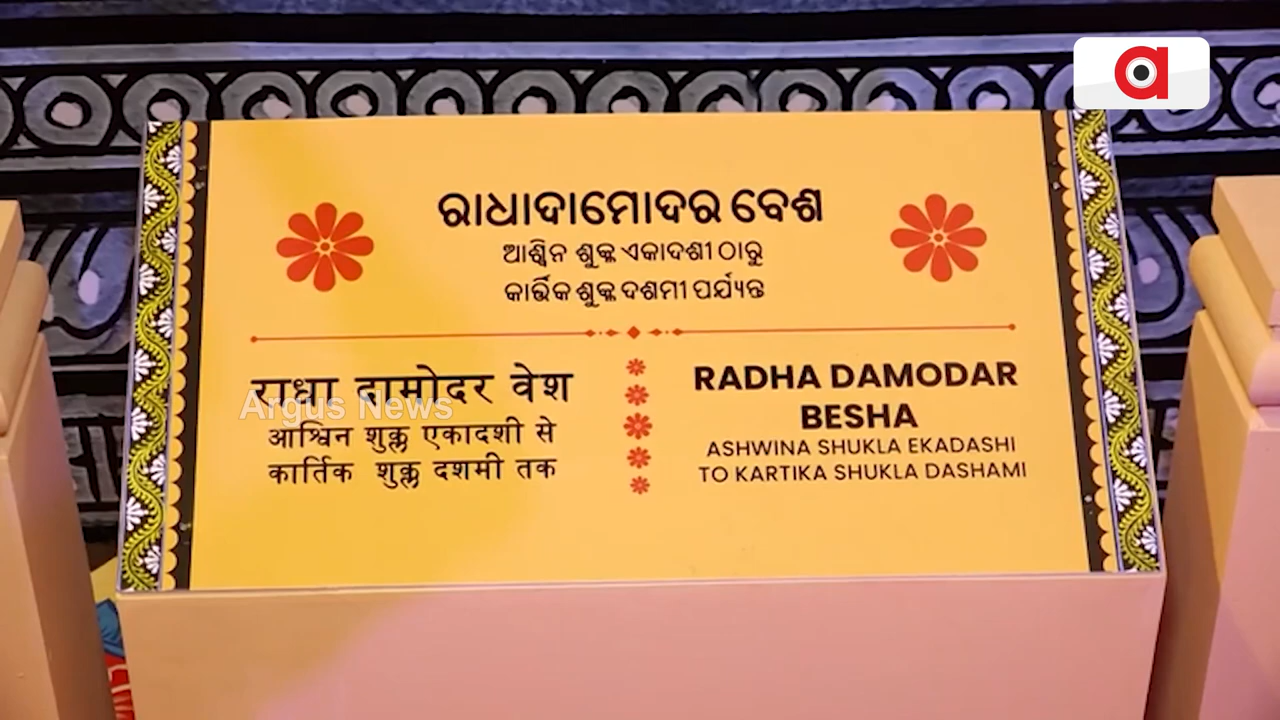 ରାଧାଦାମୋଦର ବେଶ
ଆଶ୍ୱିନ ଶୁକ୍ଳ ଏକାଦଶୀ ଠାରୁ
କାର୍ତ୍ତିକ ଶୁକ୍ଳ ଦଶମୀ ପର୍ଯ୍ୟନ୍ତ
राधा दामोदर वेश
आश्विन शुक्ल एकादशी से
कार्तिक शुक्ल दशमी तक
RADHA DAMODAR
BESHA
ASHWINA SHUKLA EKADASHI
TO KARTIKA SHUKLA DASHAMI
Argus News
a